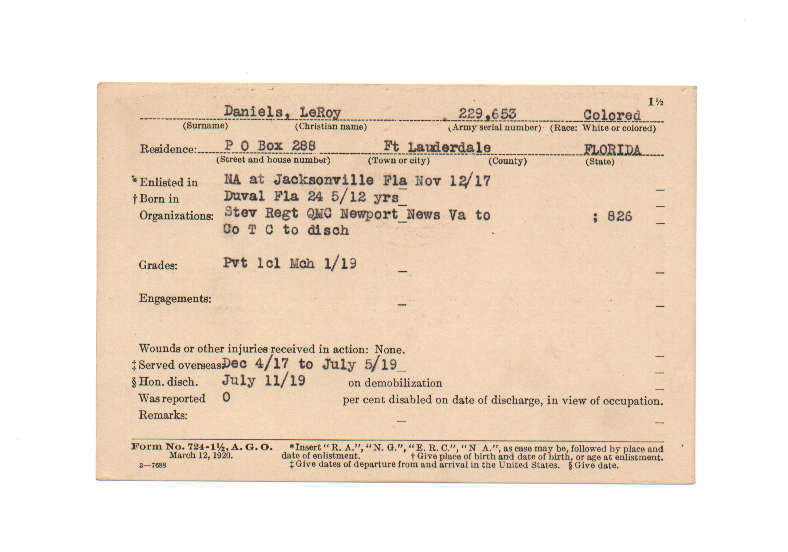 1½
Daniels, LeRoy 229,653 Colored
(Surname) (Christian name) (Army serial number) (Race: White or colored)
Residence: P O Box 288 Ft Lauderdale FLORIDA
(Street and house number) (Town or city) (County) (State)
*Enlisted in NA at Jacksonville Fla Nov 12/17
†Born in Duval Fla 24 5/12 yrs
Organizations: Stev Regt QMC Newport News Va to ; 826
Co T C to disch
Grades: Pvt 1cl Mch 1/19
Engagements:
Wounds or other injuries received in action: None.
‡Served overseas Dec 4/17 to July 5/19
§Hon. disch. July 11/19 on demobilization
Was reported 0 per cent disabled on date of discharge, in view of occupation.
Remarks:
Form No. 724-1½, A. G. O. *Insert "R. A.", "N. G.", "E. R. C.", "N A.", as case may be, followed by place and
March 12, 1920. date of enlistment. †Give place of birth and date of birth, or age at enlistment.
3—7688 ‡Give dates of departure from and arrival in the United States. §Give date.